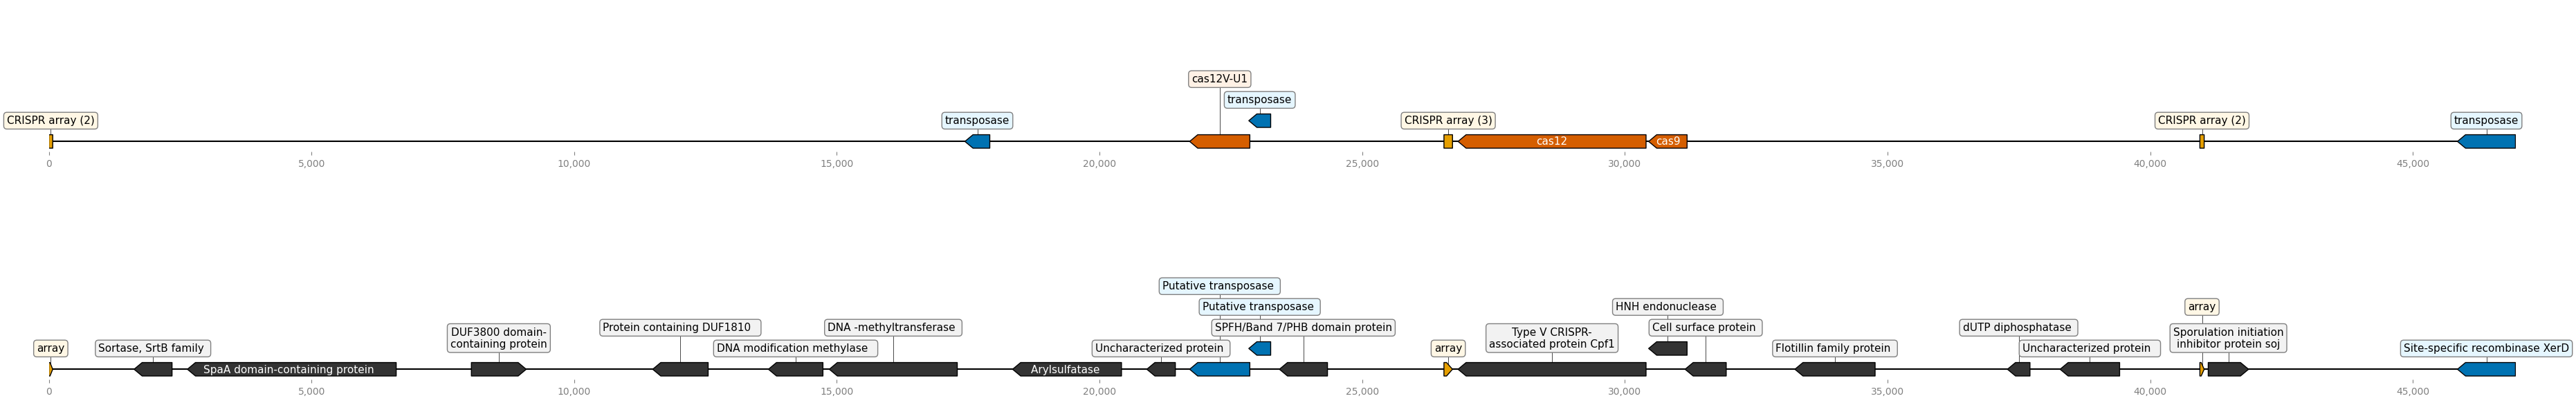 cas12V-U1
transposase
CRISPR array (2)
transposase
CRISPR array (3)
CRISPR array (2)
transposase
cas12
cas9
0
5,000
10,000
15,000
20,000
25,000
30,000
35,000
40,000
45,000
Putative transposase
Putative transposase
HNH endonuclease
array
DUF3800 domain-
containing protein
Protein containing DUF1810
DNA -methyltransferase
SPFH/Band 7/PHB domain protein
Type V CRISPR-
associated protein Cpf1
Cell surface protein
dUTP diphosphatase
Sporulation initiation
inhibitor protein soj
array
Sortase, SrtB family
DNA modification methylase
Uncharacterized protein
array
Flotillin family protein
Uncharacterized protein
Site-specific recombinase XerD
SpaA domain-containing protein
Arylsulfatase
0
5,000
10,000
15,000
20,000
25,000
30,000
35,000
40,000
45,000